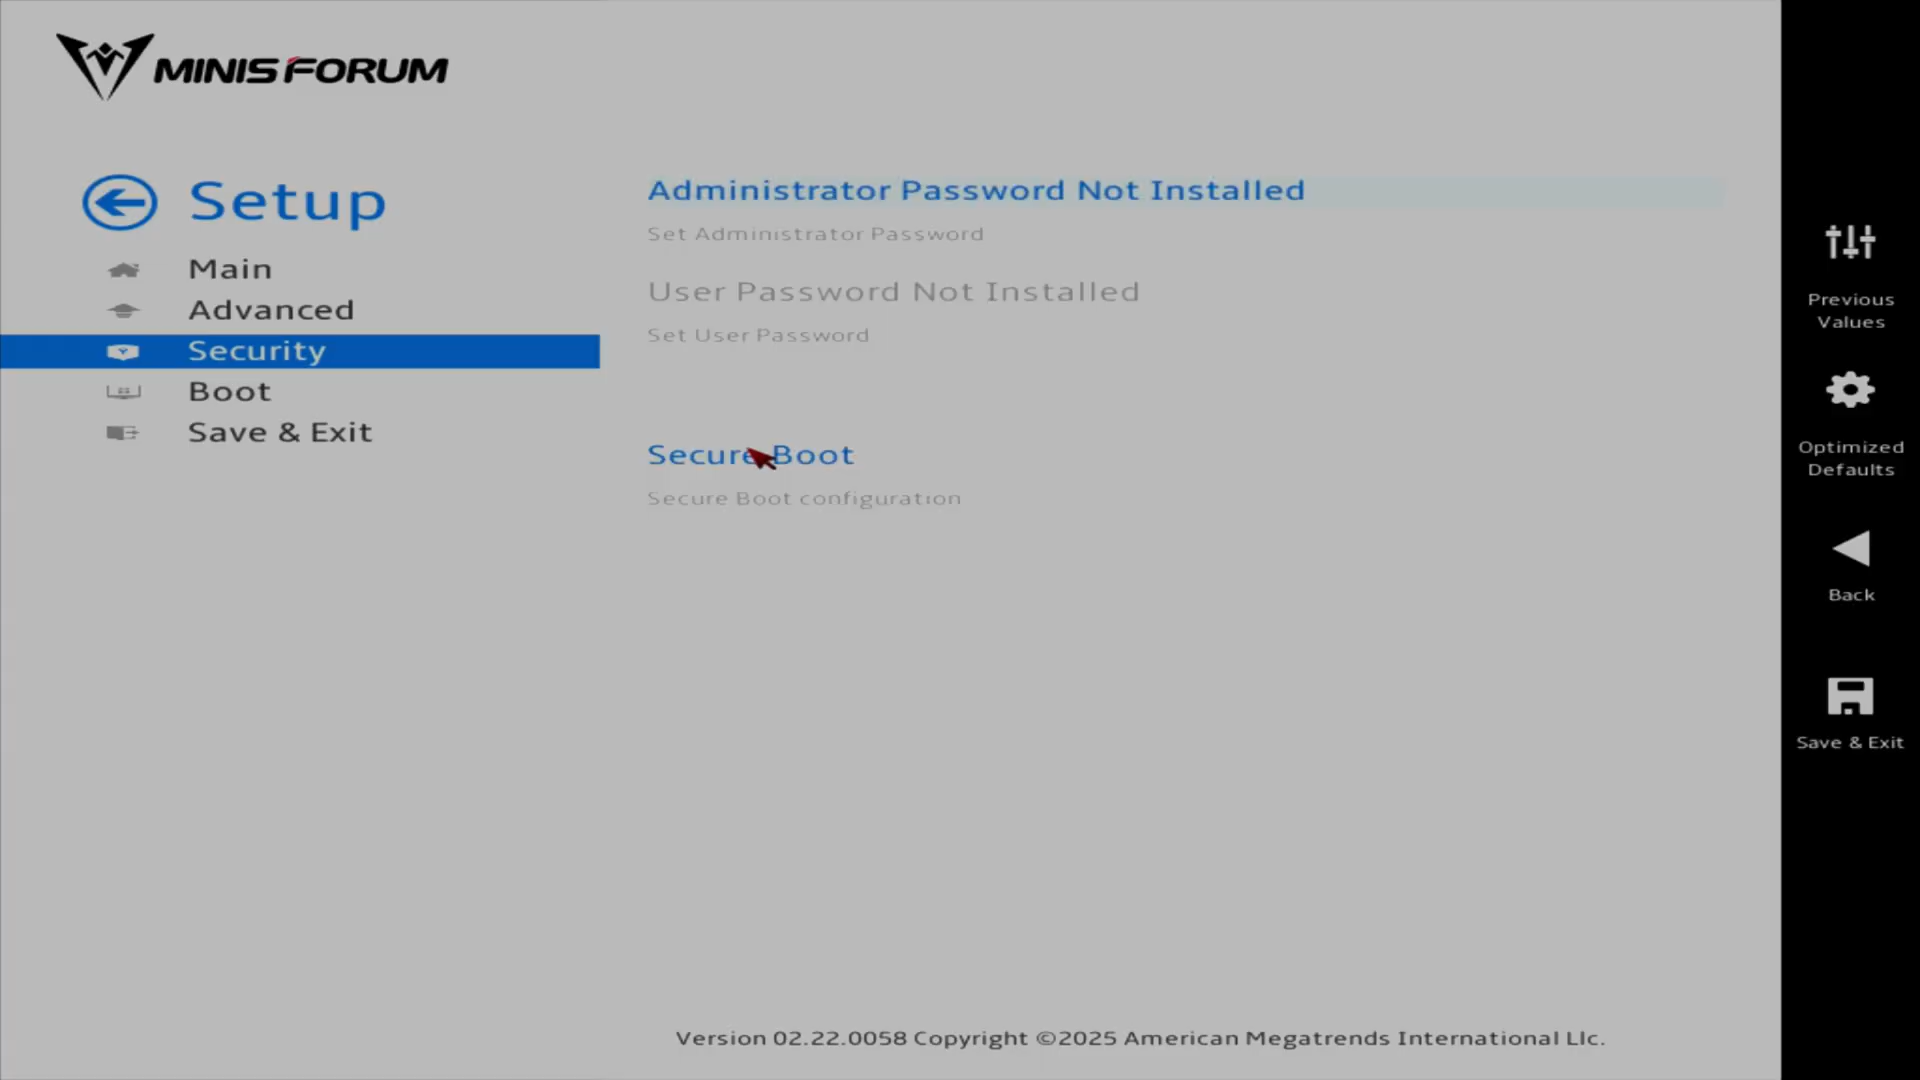 MINISFORUM
Setup
Main
Advanced
Security
Boot
Save & Exit
Administrator Password Not Installed
Set Administrator Password
User Password Not Installed
Set User Password
Secure Boot
Secure Boot configuration
Previous
Values
Optimized
Defaults
Back
Save & Exit
Version 02.22.0058 Copyright ©2025 American Megatrends International Llc.